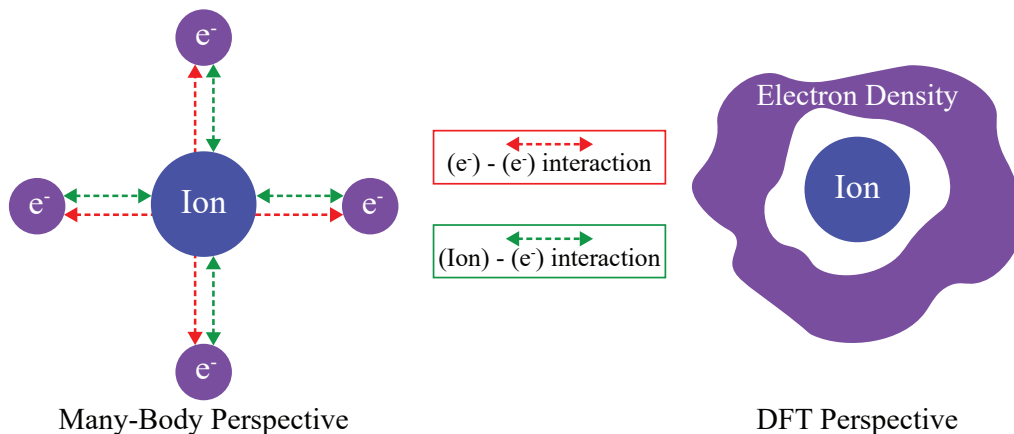 e⁻
e⁻
Ion
e⁻
e⁻
Many-Body Perspective
(e⁻) - (e⁻) interaction
(Ion) - (e⁻) interaction
Electron Density
Ion
DFT Perspective